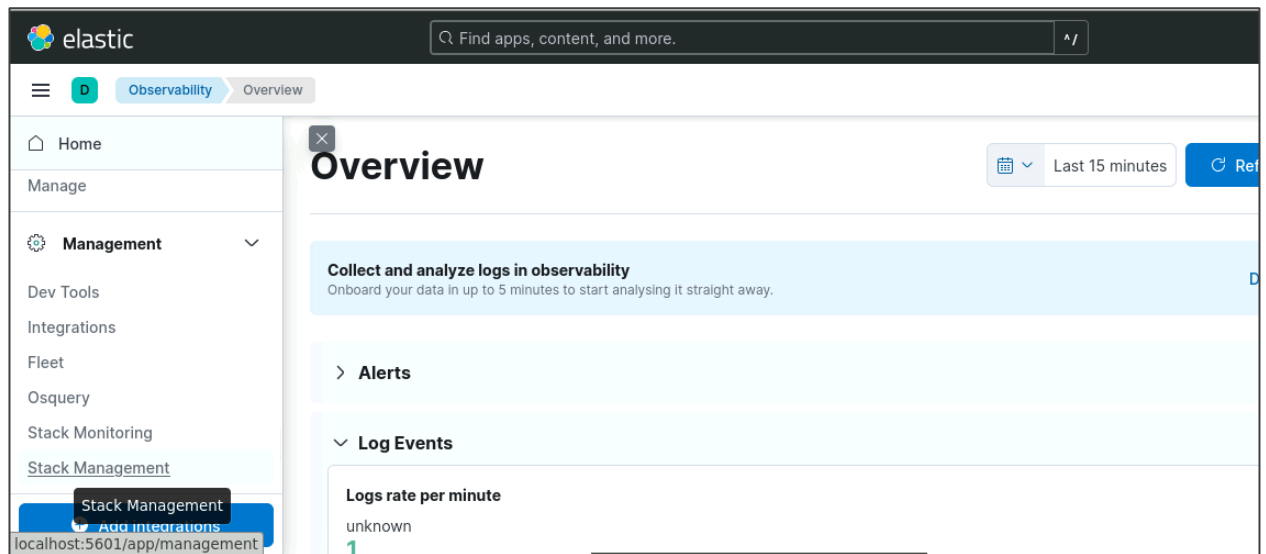 elastic
Find apps, content, and more.
^/
D
Observability
Overview
Home
Manage
Management
Dev Tools
Integrations
Fleet
Osquery
Stack Monitoring
Stack Management
Stack Management
Add integrations
localhost:5601/app/management
Overview
Last 15 minutes
Ref
Collect and analyze logs in observability
D
Onboard your data in up to 5 minutes to start analysing it straight away.
Alerts
Log Events
Logs rate per minute
unknown
1